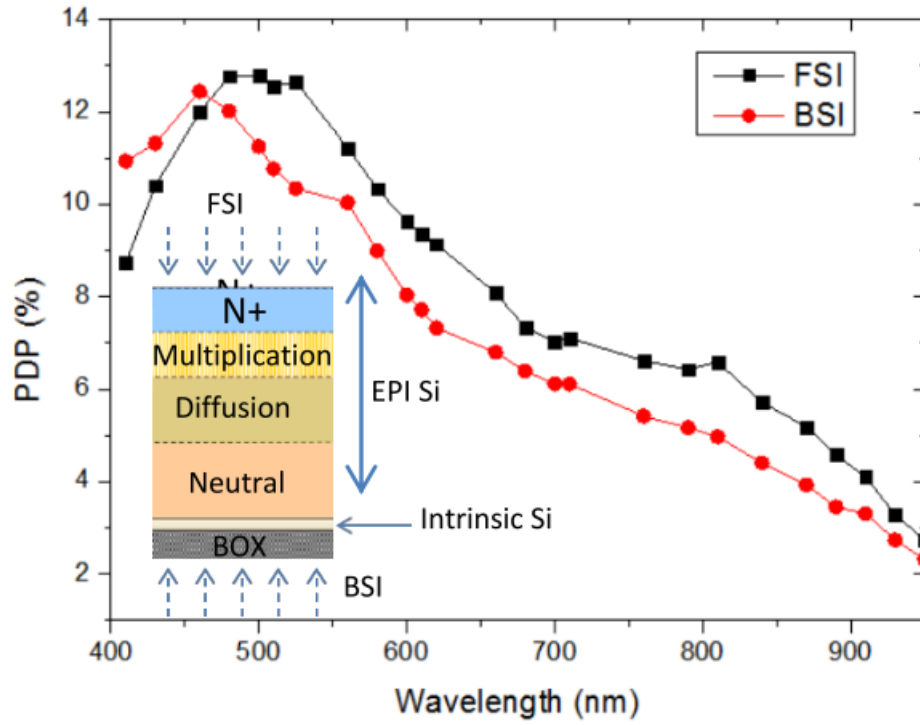 14
12
10
8
6
4
2
400
500
600
700
800
900
PDP (%)
Wavelength (nm)
FSI
BSI
FSI
N+
N+
Multiplication
Diffusion
Neutral
BOX
EPI Si
Intrinsic Si
BSI